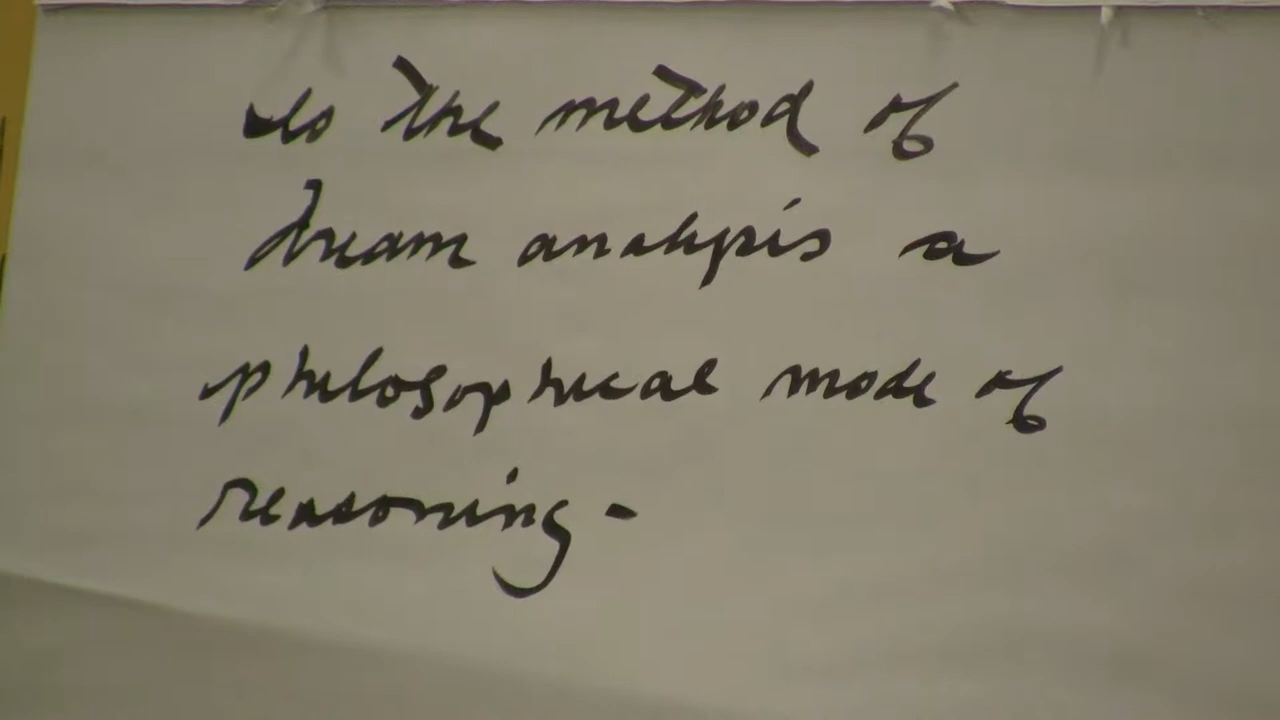 Is the method of
dream analysis a
philosophical mode of
reasoning -